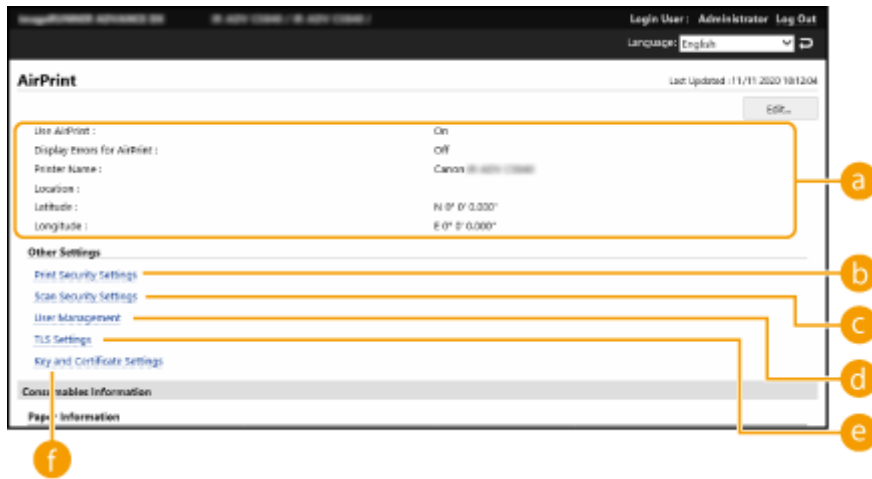 Login User : Administrator Log Out
Language: English
AirPrint
Last Updated : 11/11 2020 10:12:04
Edit...
Use AirPrint : On
Display Errors for AirPrint : Off
Printer Name : Canon
Location :
Latitude : N 0° 0' 0.000"
Longitude : E 0° 0' 0.000"
a
Other Settings
Print Security Settings
b
Scan Security Settings
c
User Management
d
TLS Settings
e
Key and Certificate Settings
f
Consumables Information
Paper Information